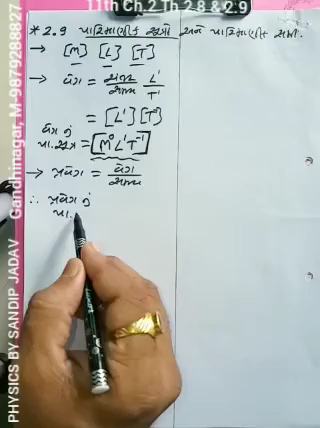 11th Ch.2 Th 2.8 & 2.9
* 2.9 પારિમાણિક સૂત્રો અને પારિમાણિક સમી.
→ [M] [L] [T]
→ વેગ = અંતર / સમય L¹ / T¹
= [L¹] [T⁻¹]
વેગ નું પા.સૂત્ર = [M⁰L¹T⁻¹]
→ પ્રવેગ = વેગ / સમય
∴ પ્રવેગ નું
પા.
PHYSICS BY SANDIP JADAV Gandhinagar, M-9879288827